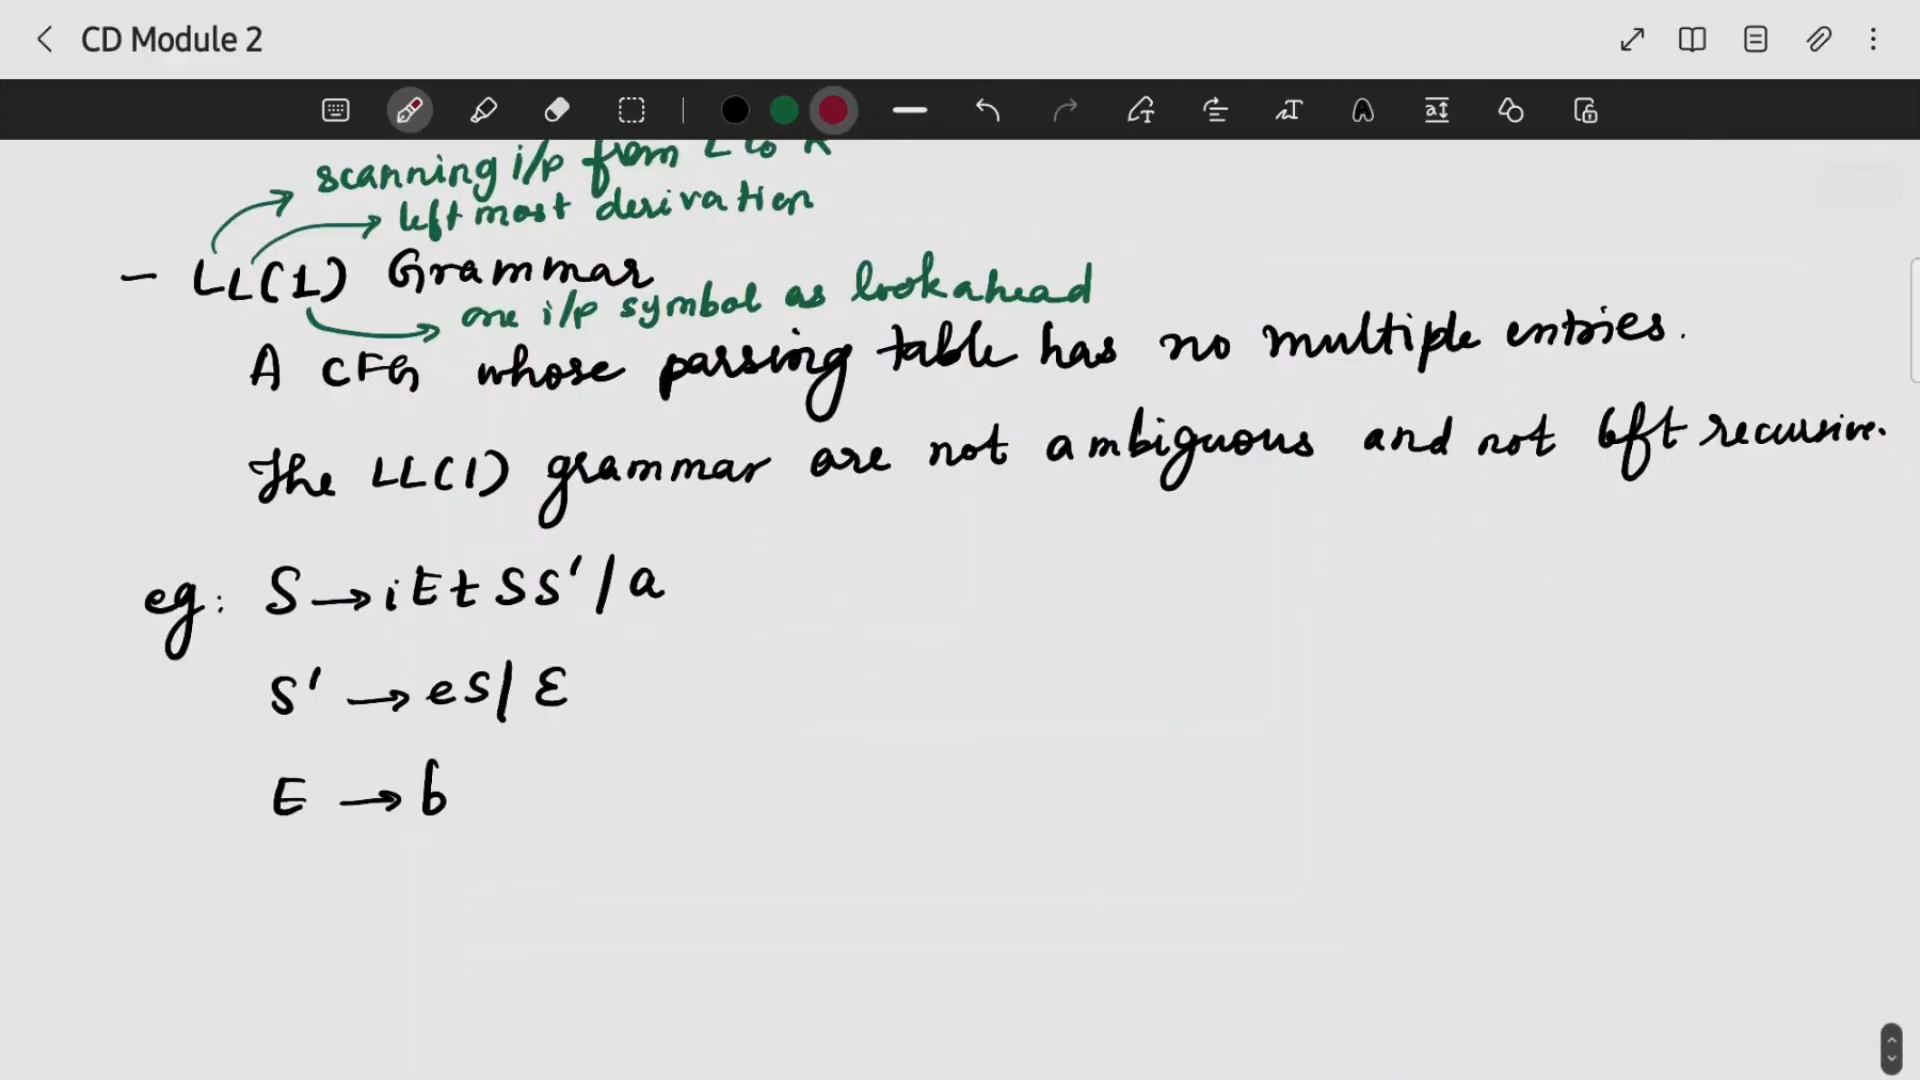 CD Module 2
scanning i/p from L to R
left most derivation
- LL(1) Grammar
one i/p symbol as lookahead
A CFG whose parsing table has no multiple entries.
The LL(1) grammar are not ambiguous and not left recursive.
eg: S → iEtSS' / a
S' → eS / ε
E → b